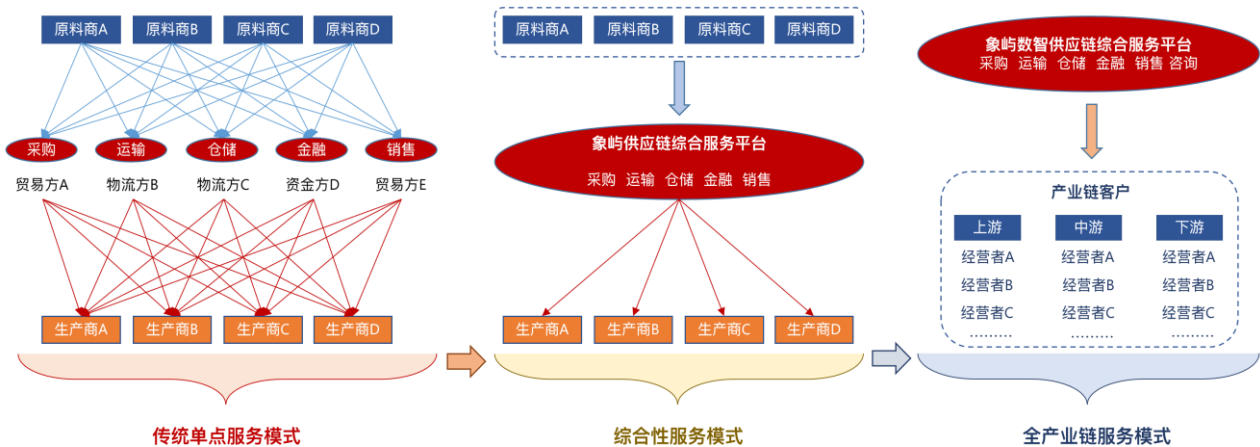 原料商A 原料商B 原料商C 原料商D
采购 运输 仓储 金融 销售
贸易方A 物流方B 物流方C 资金方D 贸易方E
生产商A 生产商B 生产商C 生产商D
传统单点服务模式
原料商A 原料商B 原料商C 原料商D
象屿供应链综合服务平台
采购 运输 仓储 金融 销售
生产商A 生产商B 生产商C 生产商D
综合性服务模式
象屿数智供应链综合服务平台
采购 运输 仓储 金融 销售 咨询
产业链客户
上游 中游 下游
经营者A 经营者A 经营者A
经营者B 经营者B 经营者B
经营者C 经营者C 经营者C
......... ......... .........
全产业链服务模式